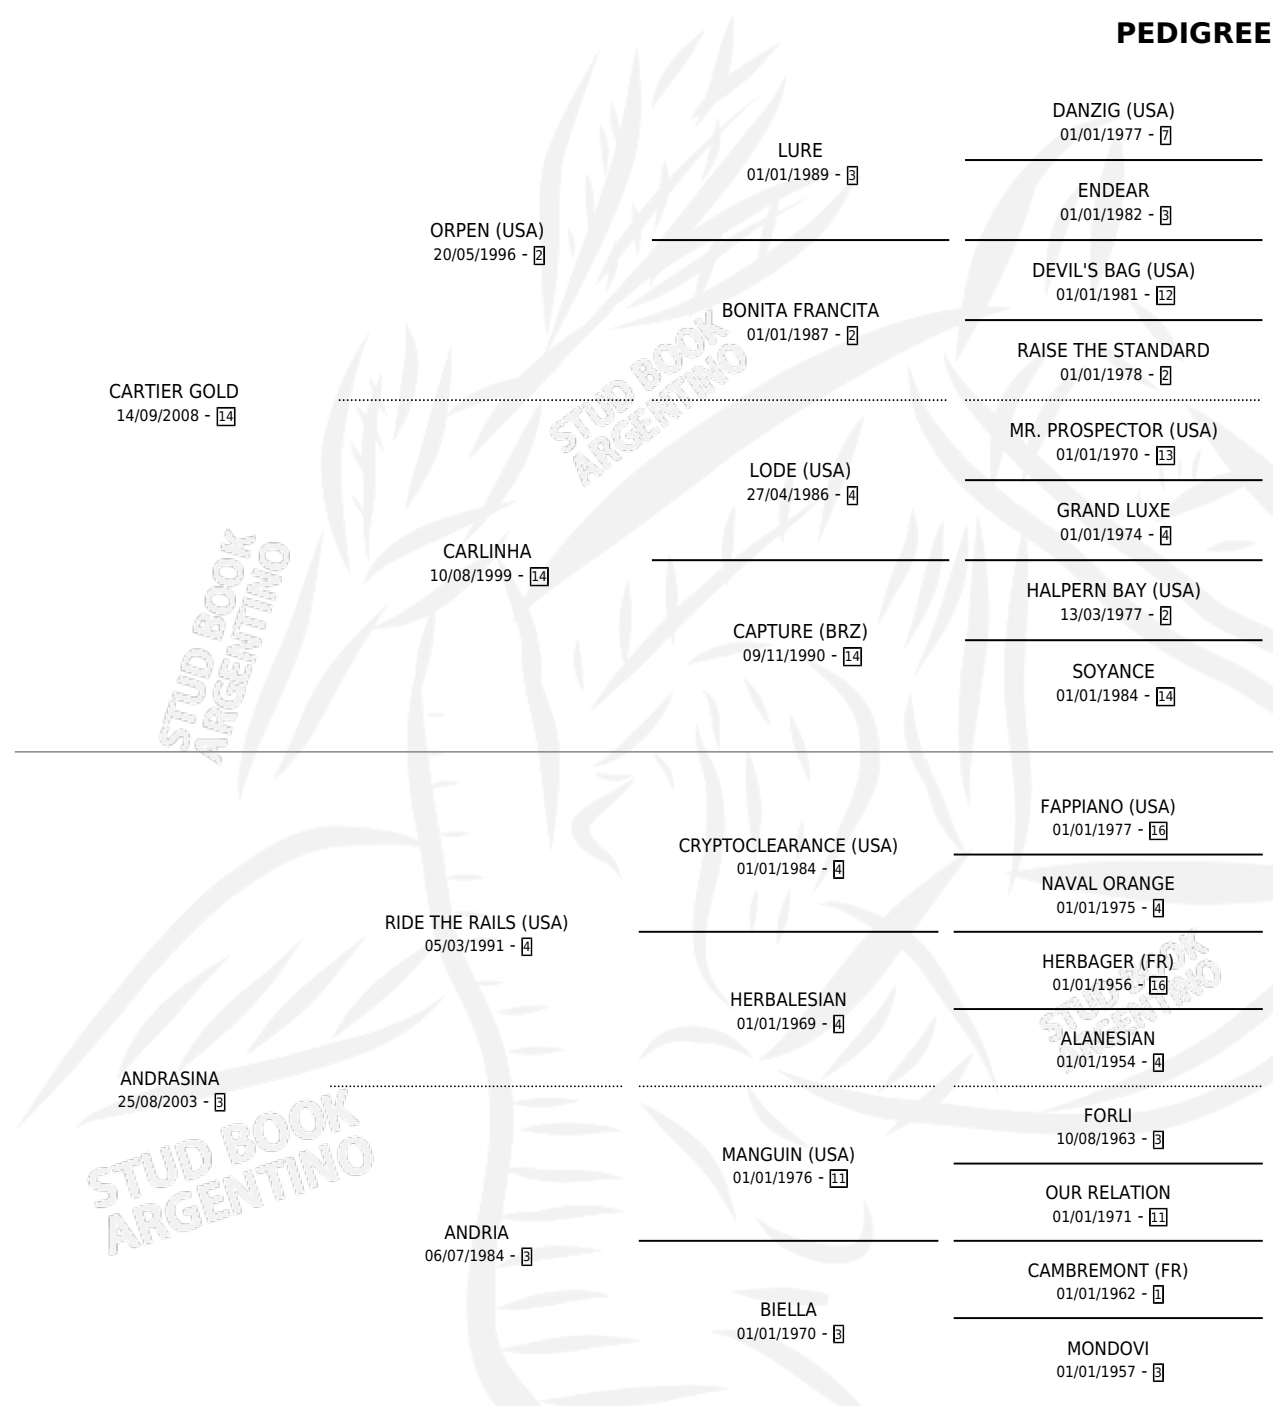 PEDIGREE
DANZIG (USA)
01/01/1977 - 7
LURE
01/01/1989 - 3
ENDEAR
01/01/1982 - 3
ORPEN (USA)
20/05/1996 - 2
DEVIL'S BAG (USA)
01/01/1981 - 12
BONITA FRANCITA
01/01/1987 - 2
RAISE THE STANDARD
01/01/1978 - 2
CARTIER GOLD
14/09/2008 - 14
STUD BOOK
ARGENTINO
MR. PROSPECTOR (USA)
01/01/1970 - 13
LODE (USA)
27/04/1986 - 4
GRAND LUXE
01/01/1974 - 4
CARLINHA
10/08/1999 - 14
HALPERN BAY (USA)
13/03/1977 - 2
CAPTURE (BRZ)
09/11/1990 - 14
SOYANCE
01/01/1984 - 14
STUD BOOK
ARGENTINO
FAPPIANO (USA)
01/01/1977 - 16
CRYPTOCLEARANCE (USA)
01/01/1984 - 4
NAVAL ORANGE
01/01/1975 - 4
RIDE THE RAILS (USA)
05/03/1991 - 4
HERBAGER (FR)
01/01/1956 - 16
HERBALESIAN
01/01/1969 - 4
STUD BOOK
ARGENTINO
ALANESIAN
01/01/1954 - 4
ANDRASINA
25/08/2003 - 3
STUD BOOK
ARGENTINO
FORLI
10/08/1963 - 3
MANGUIN (USA)
01/01/1976 - 11
OUR RELATION
01/01/1971 - 11
ANDRIA
06/07/1984 - 3
CAMBREMONT (FR)
01/01/1962 - 1
BIELLA
01/01/1970 - 3
MONDOVI
01/01/1957 - 3